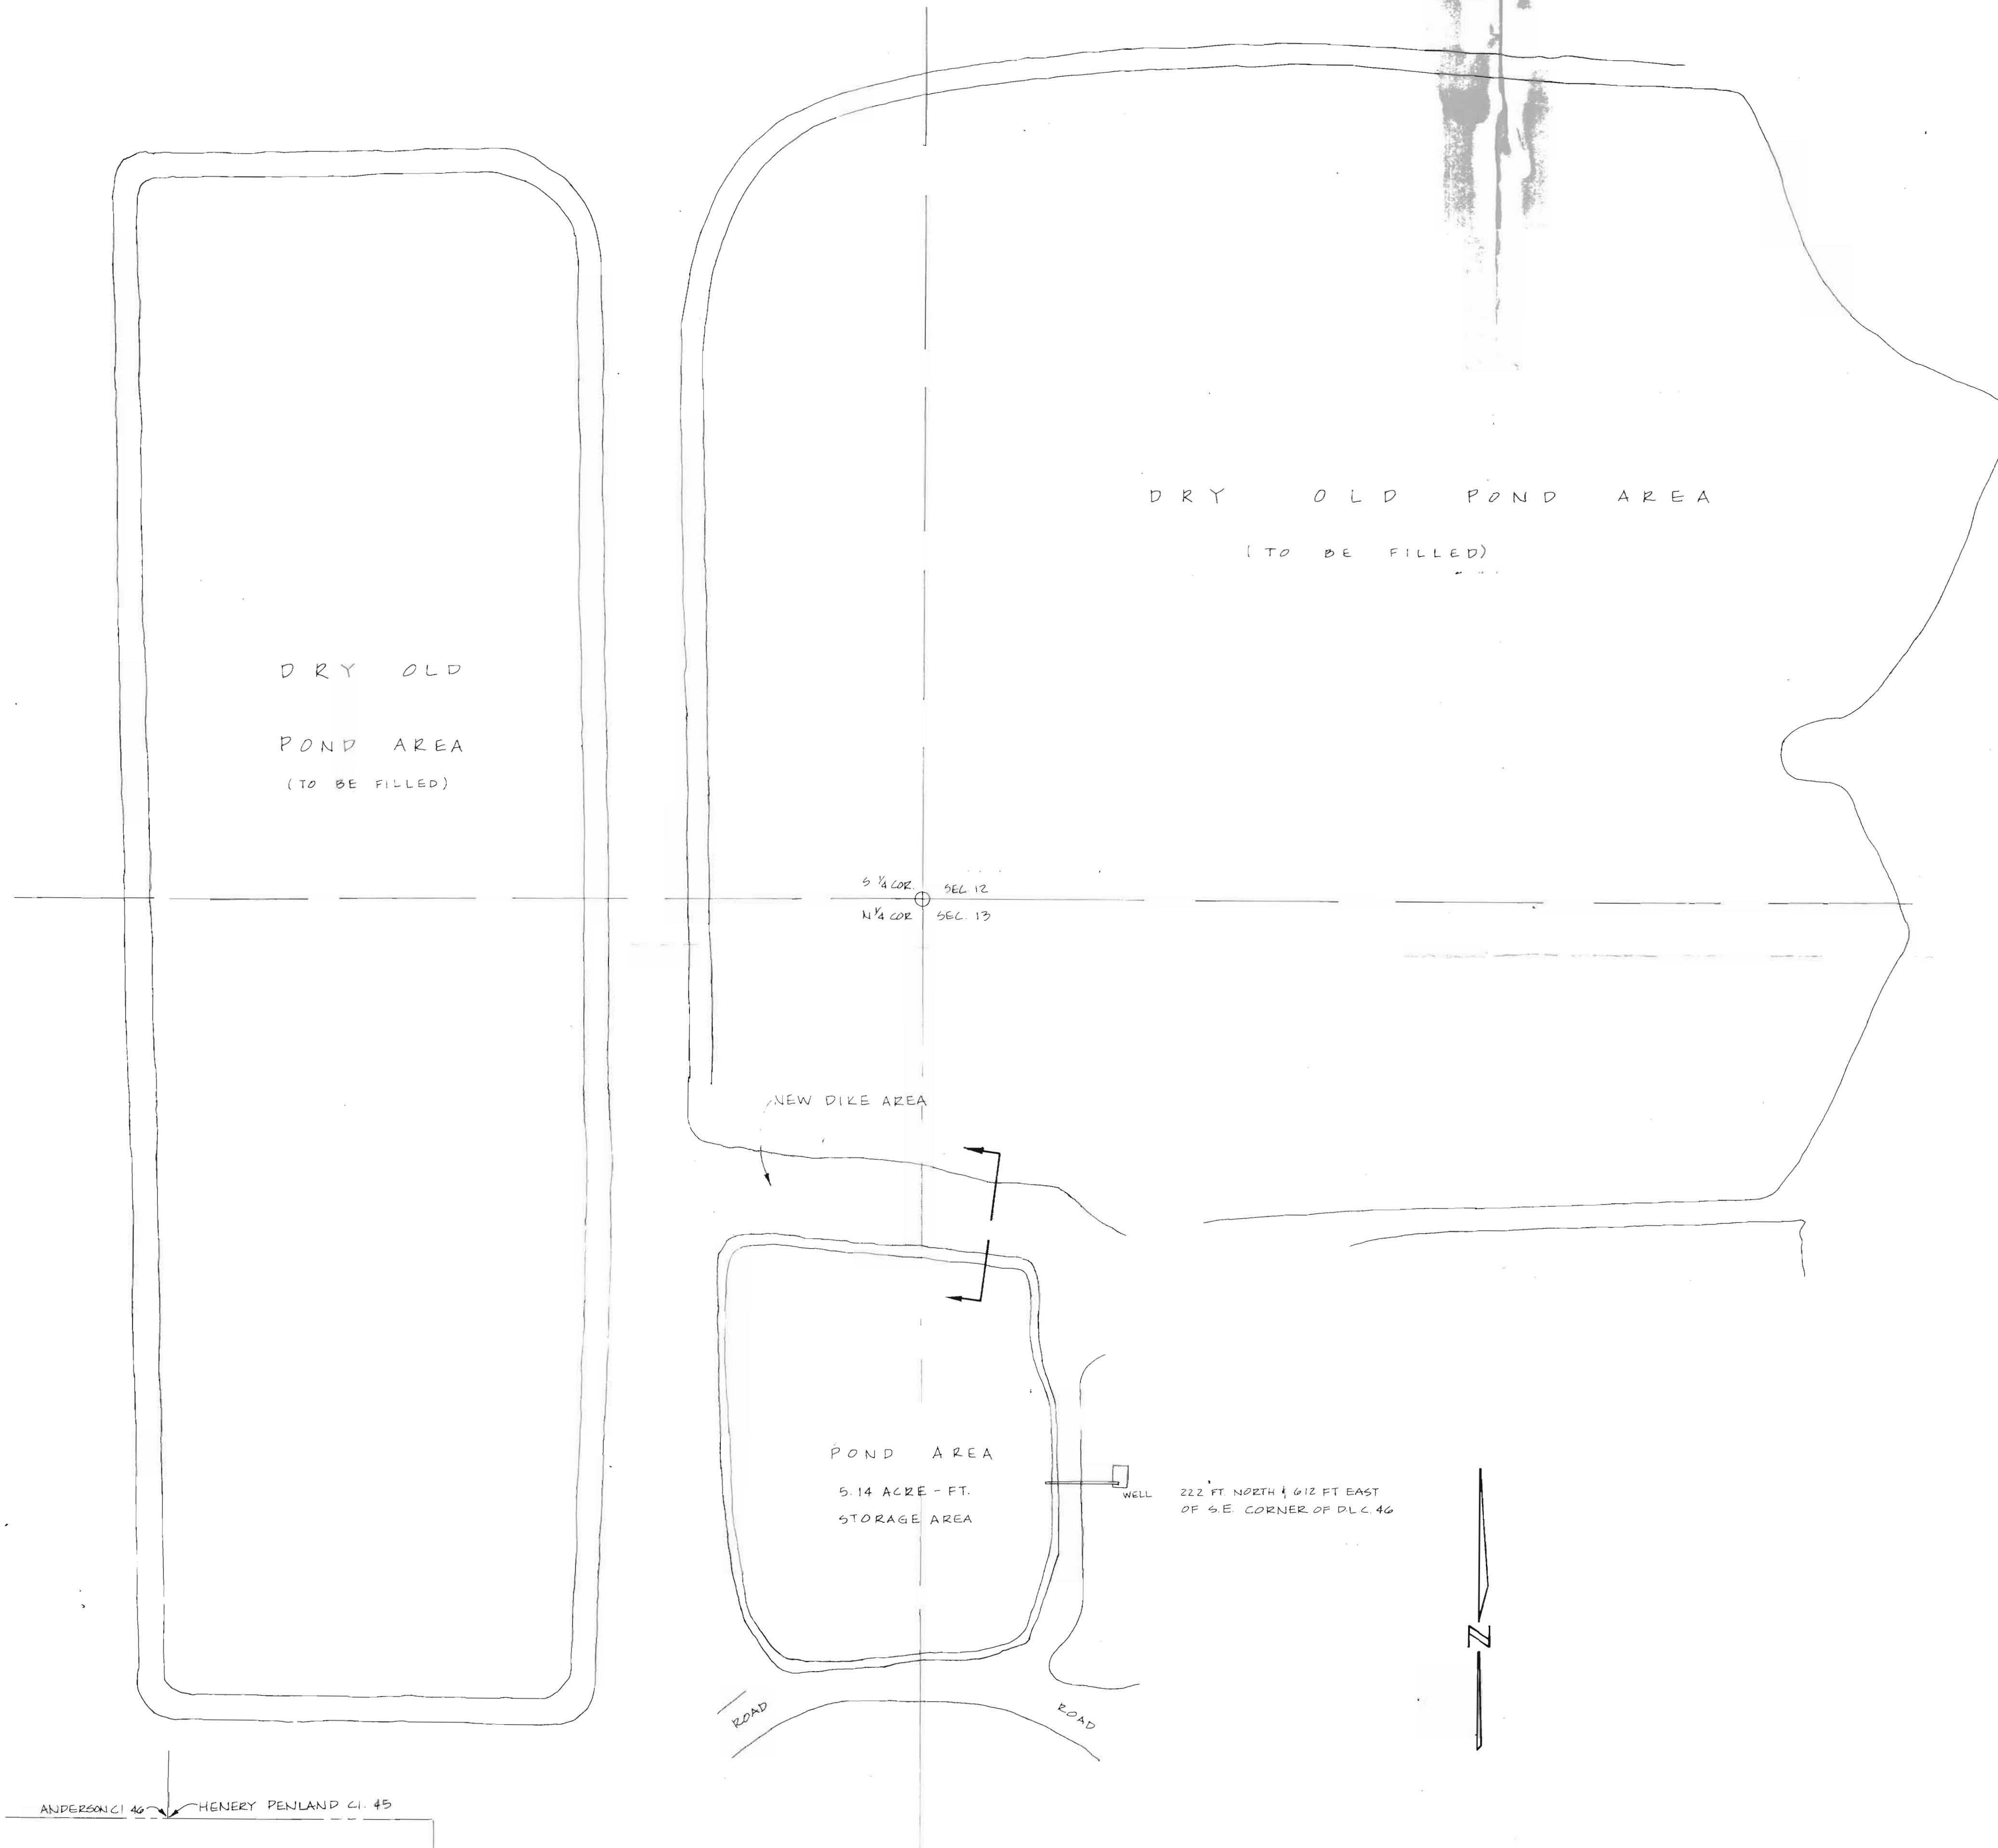 DRY OLD POND AREA
(TO BE FILLED)
DRY OLD
POND AREA
(TO BE FILLED)
S 1/4 COR. SEC. 12
N 1/4 COR SEC. 13
NEW DIKE AREA
POND AREA
5.14 ACRE-FT.
STORAGE AREA
WELL
222 FT. NORTH & 612 FT EAST
OF S.E. CORNER OF D.L.C. 46
N
ROAD
ROAD
ANDERSON Cl 46
HENERY PENLAND Cl. 45